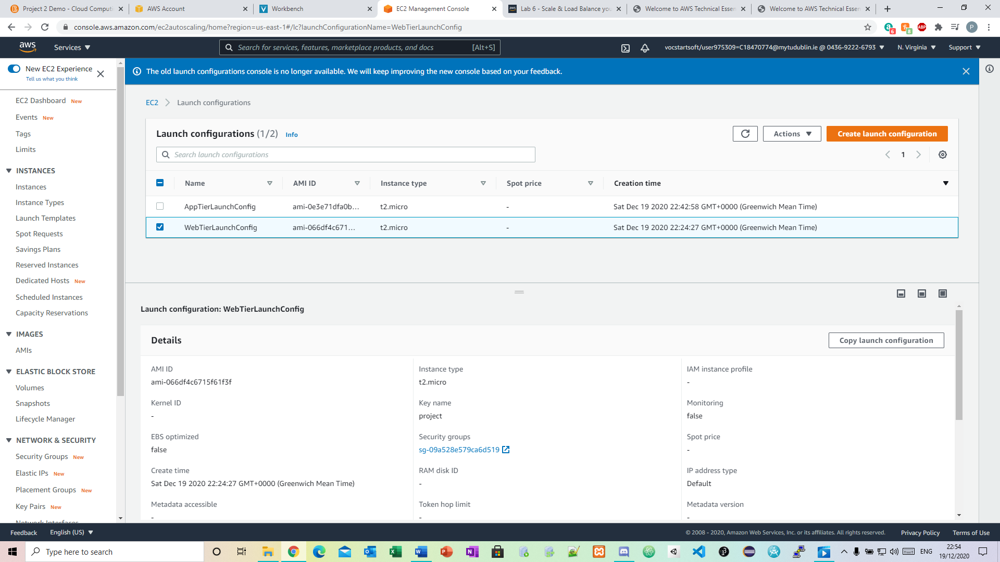 Project 2 Demo - Cloud Computi
AWS Account
Workbench
EC2 Management Console
Lab 6 - Scale & Load Balance you
Welcome to AWS Technical Essen
Welcome to AWS Technical Essen
console.aws.amazon.com/ec2autoscaling/home?region=us-east-1#/lc?launchConfigurationName=WebTierLaunchConfig
6
8
ABP
P
aws
Services
Search for services, features, marketplace products, and docs
[Alt+S]
vocstartsoft/user975309=C18470774@mytudublin.ie @ 0436-9222-6793
N. Virginia
Support
New EC2 Experience
Tell us what you think
The old launch configurations console is no longer available. We will keep improving the new console based on your feedback.
EC2 Dashboard New
Events New
Tags
Limits
INSTANCES
Instances
Instance Types
Launch Templates
Spot Requests
Savings Plans
Reserved Instances
Dedicated Hosts New
Scheduled Instances
Capacity Reservations
IMAGES
AMIs
ELASTIC BLOCK STORE
Volumes
Snapshots
Lifecycle Manager
NETWORK & SECURITY
Security Groups New
Elastic IPs New
Placement Groups New
Key Pairs New
Network Interfaces
EC2
Launch configurations
Launch configurations (1/2) Info
Actions
Create launch configuration
Search launch configurations
1
Name
AMI ID
Instance type
Spot price
Creation time
AppTierLaunchConfig
ami-0e3e71dfa0b...
t2.micro
-
Sat Dec 19 2020 22:42:58 GMT+0000 (Greenwich Mean Time)
WebTierLaunchConfig
ami-066df4c671...
t2.micro
-
Sat Dec 19 2020 22:24:27 GMT+0000 (Greenwich Mean Time)
Launch configuration: WebTierLaunchConfig
Details
Copy launch configuration
AMI ID
ami-066df4c6715f61f3f
Instance type
t2.micro
IAM instance profile
-
Kernel ID
-
Key name
project
Monitoring
false
EBS optimized
false
Security groups
sg-09a528e579ca6d519
Spot price
-
Create time
Sat Dec 19 2020 22:24:27 GMT+0000 (Greenwich Mean Time)
RAM disk ID
-
IP address type
Default
Metadata accessible
-
Token hop limit
-
Metadata version
-
Feedback
English (US)
© 2008 - 2020, Amazon Web Services, Inc. or its affiliates. All rights reserved.
Privacy Policy
Terms of Use
Type here to search
ENG
22:54
19/12/2020